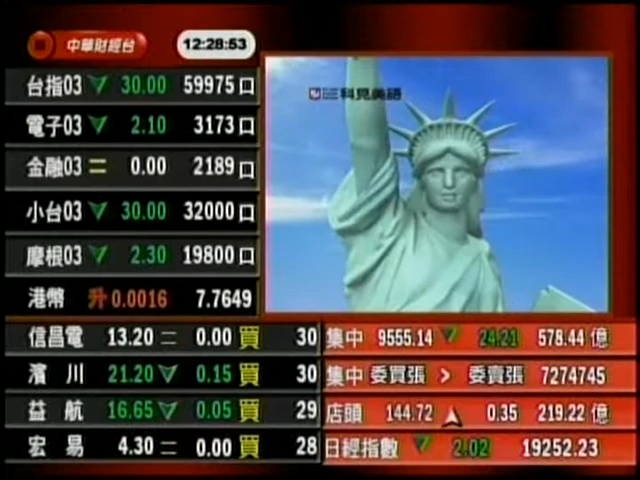 中華財經台 12:28:53
台指03 30.00 59975口
電子03 2.10 3173口
金融03 0.00 2189口
小台03 30.00 32000口
摩根03 2.30 19800口
港幣 升0.0016 7.7649
科見美語
信昌電 13.20 0.00 買 30
濱川 21.20 0.15 買 30
益航 16.65 0.05 買 29
宏易 4.30 0.00 買 28
集中 9555.14 24.21 578.44 億
集中 委買張 > 委賣張 7274745
店頭 144.72 0.35 219.22 億
日經指數 2.02 19252.23